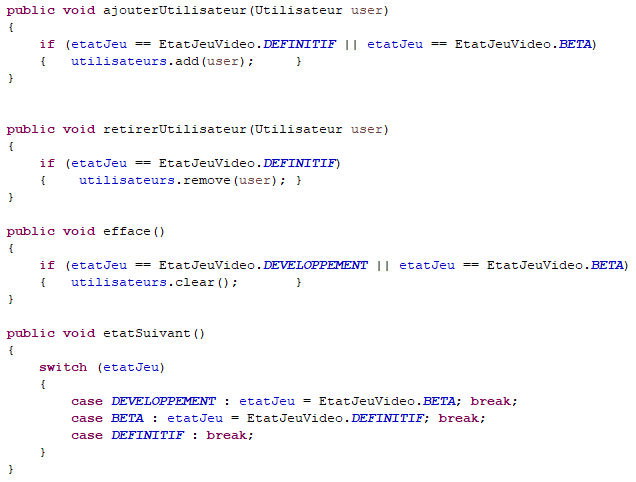 public void ajouterUtilisateur(Utilisateur user)
{
    if (etatJeu == EtatJeuVideo.DEFINITIF || etatJeu == EtatJeuVideo.BETA)
    {   utilisateurs.add(user);     }
}
public void retirerUtilisateur(Utilisateur user)
{
    if (etatJeu == EtatJeuVideo.DEFINITIF)
    {    utilisateurs.remove(user); }
}
public void efface()
{
    if (etatJeu == EtatJeuVideo.DEVELOPPEMENT || etatJeu == EtatJeuVideo.BETA)
    {   utilisateurs.clear();       }
}
public void etatSuivant()
{
    switch (etatJeu)
    {
        case DEVELOPPEMENT : etatJeu = EtatJeuVideo.BETA; break;
        case BETA : etatJeu = EtatJeuVideo.DEFINITIF; break;
        case DEFINITIF : break;
    }
}